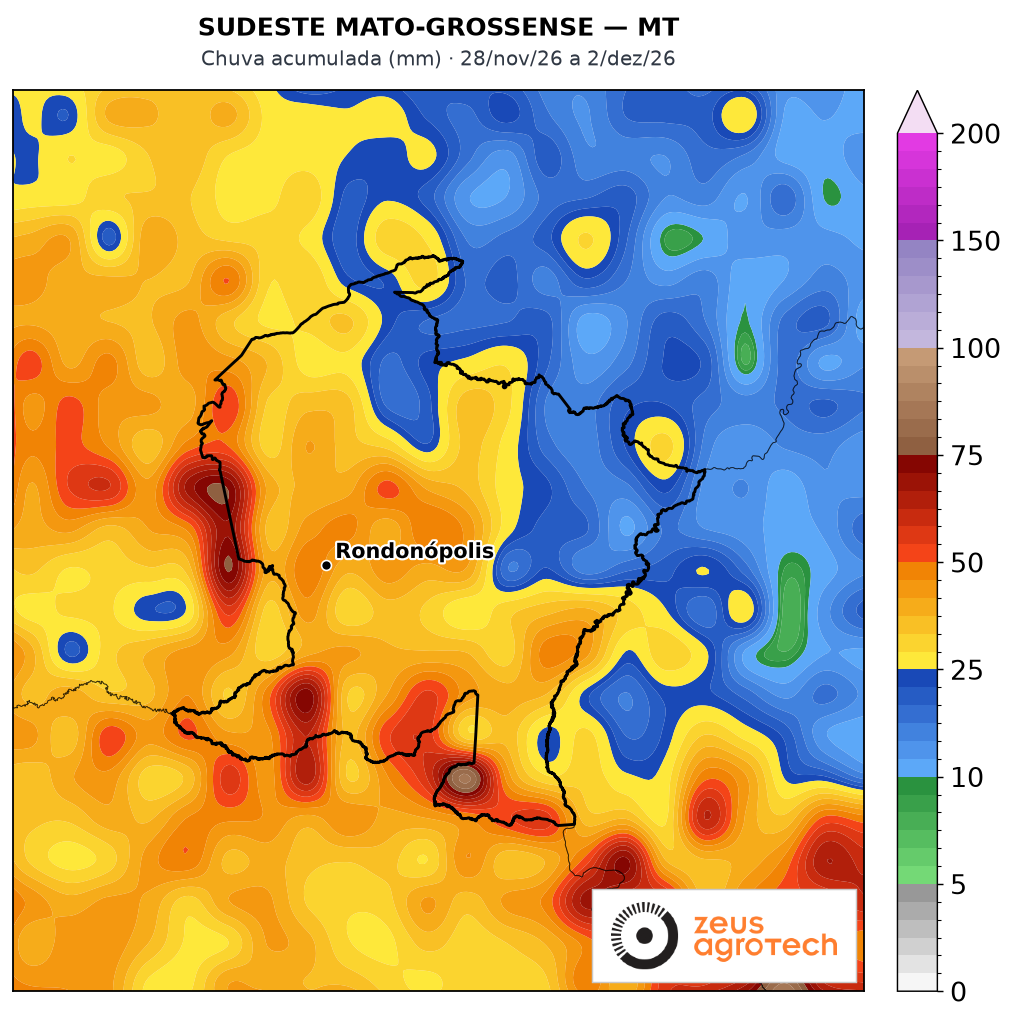 SUDESTE MATO-GROSSENSE — MT
Chuva acumulada (mm) · 28/nov/26 a 2/dez/26
200
150
100
75
50
25
10
5
0
Rondonópolis
zeus
agrotech